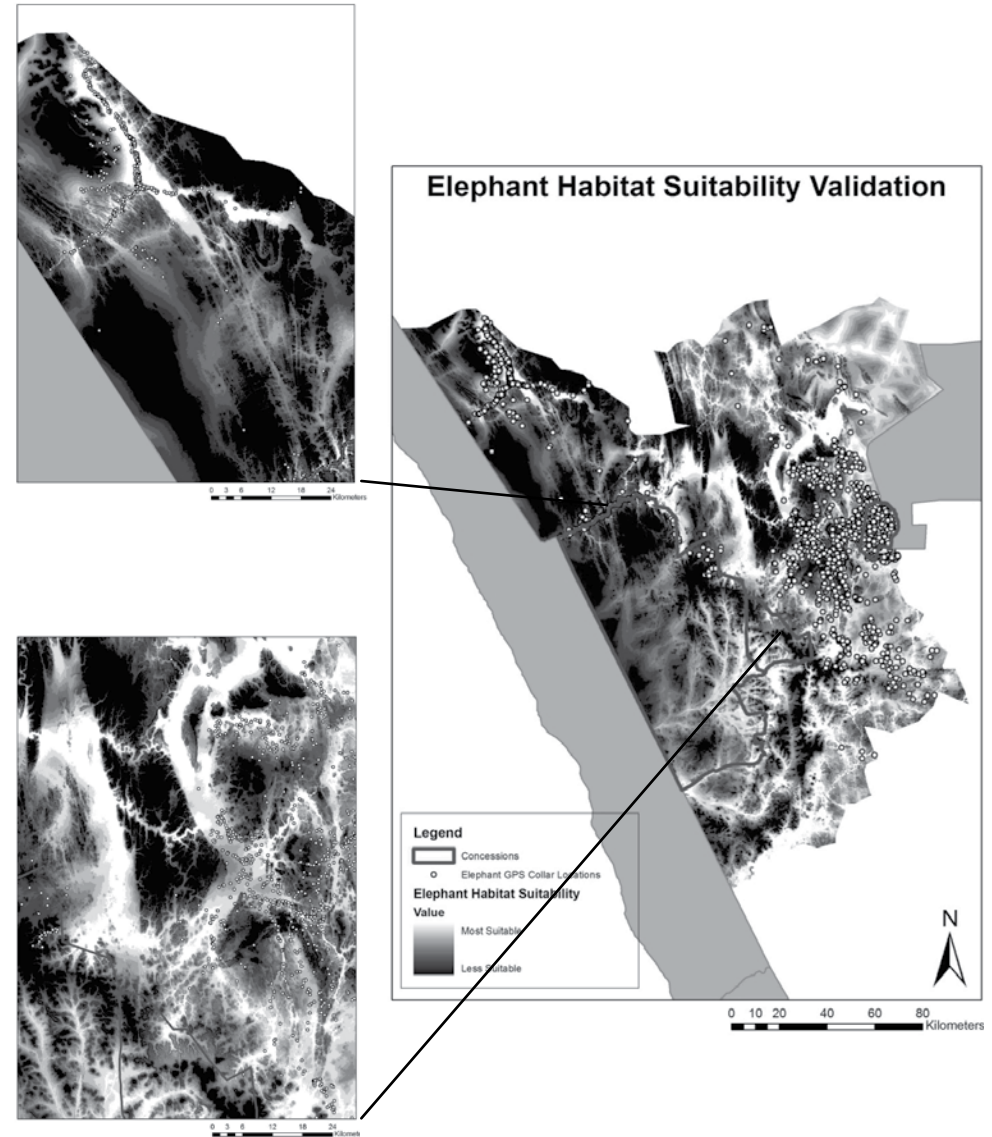 0 3 6 12 18 24
Kilometers
Elephant Habitat Suitability Validation
Legend
Concessions
Elephant GPS Collar Locations
Elephant Habitat Suitability
Value
Most Suitable
Less Suitable
N
0 10 20 40 60 80
Kilometers
0 3 6 12 18 24
Kilomet